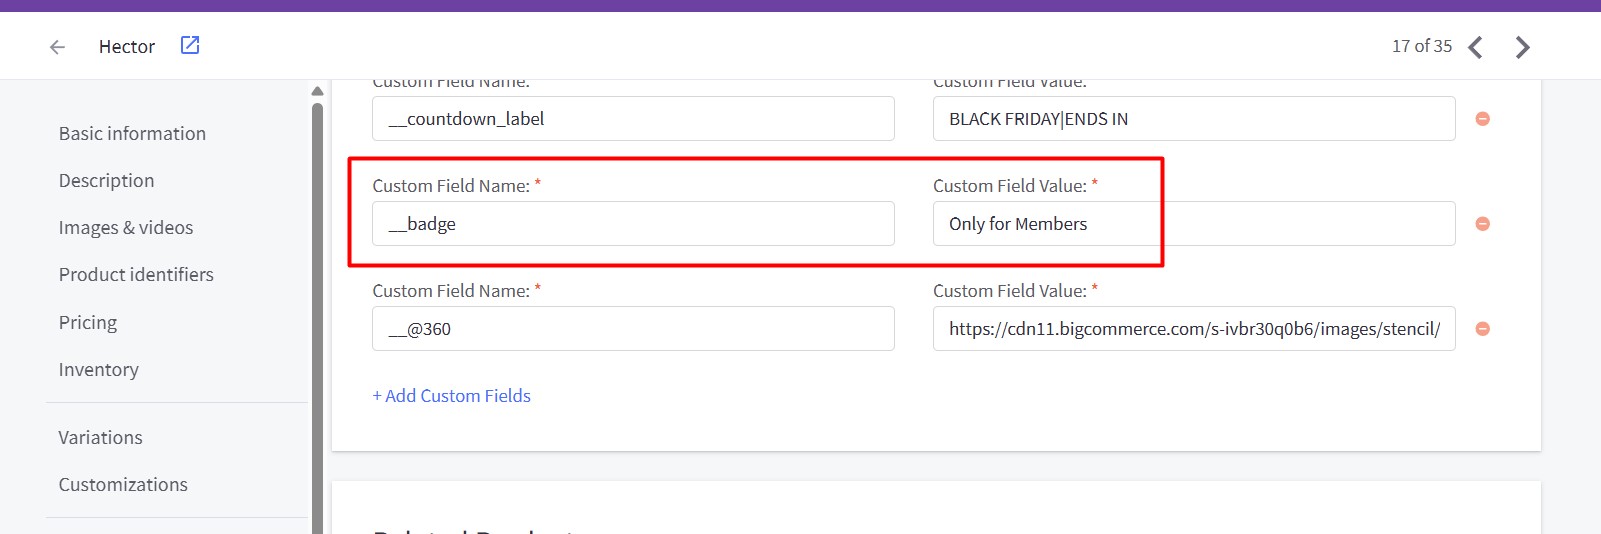 Hector
17 of 35
Basic information
Description
Images & videos
Product identifiers
Pricing
Inventory
Variations
Customizations
Custom Field Name: Custom Field Value:
__countdown_label BLACK FRIDAY|ENDS IN
Custom Field Name: * Custom Field Value: *
__badge Only for Members
Custom Field Name: * Custom Field Value: *
__@360 https://cdn11.bigcommerce.com/s-ivbr30q0b6/images/stencil/
+ Add Custom Fields